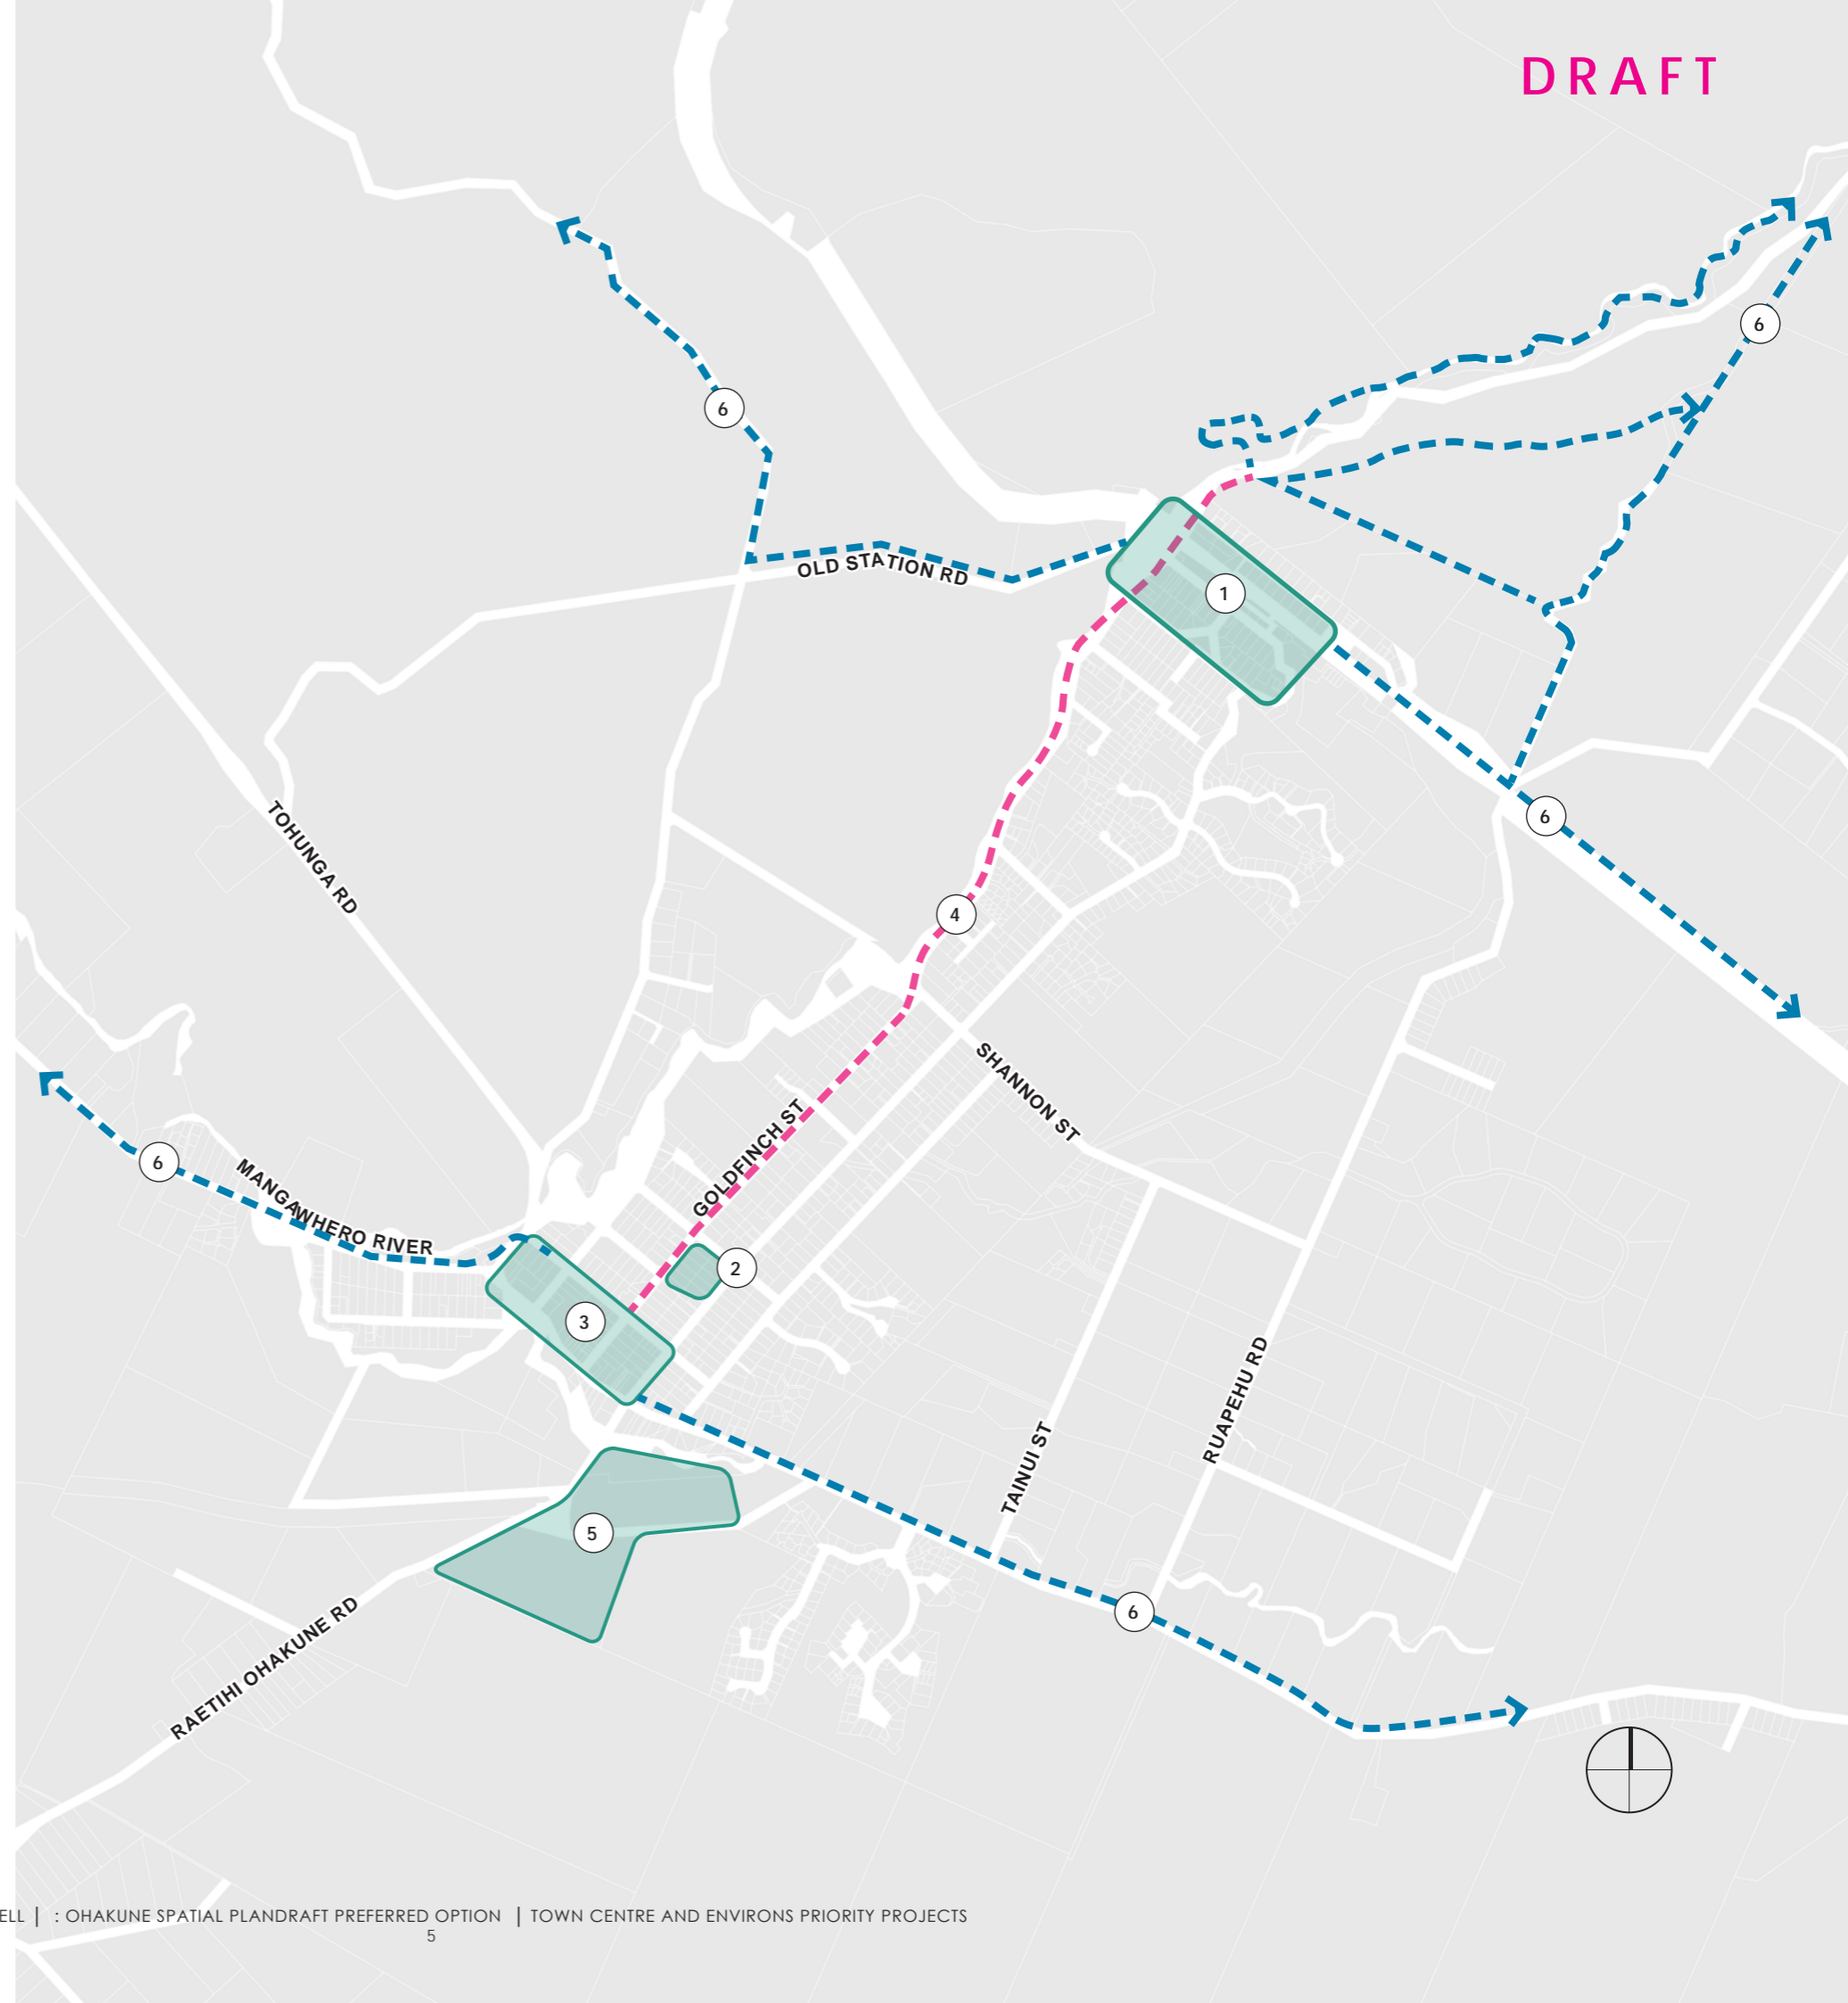 DRAFT
6
6
OLD STATION RD
1
6
TOHUNGA RD
4
SHANNON ST
GOLDFINCH ST
6
MANGAWHERO RIVER
2
3
RUAPEHU RD
TAINUI ST
5
6
RAETIHI OHAKUNE RD
ELL | : OHAKUNE SPATIAL PLANDRAFT PREFERRED OPTION | TOWN CENTRE AND ENVIRONS PRIORITY PROJECTS
5